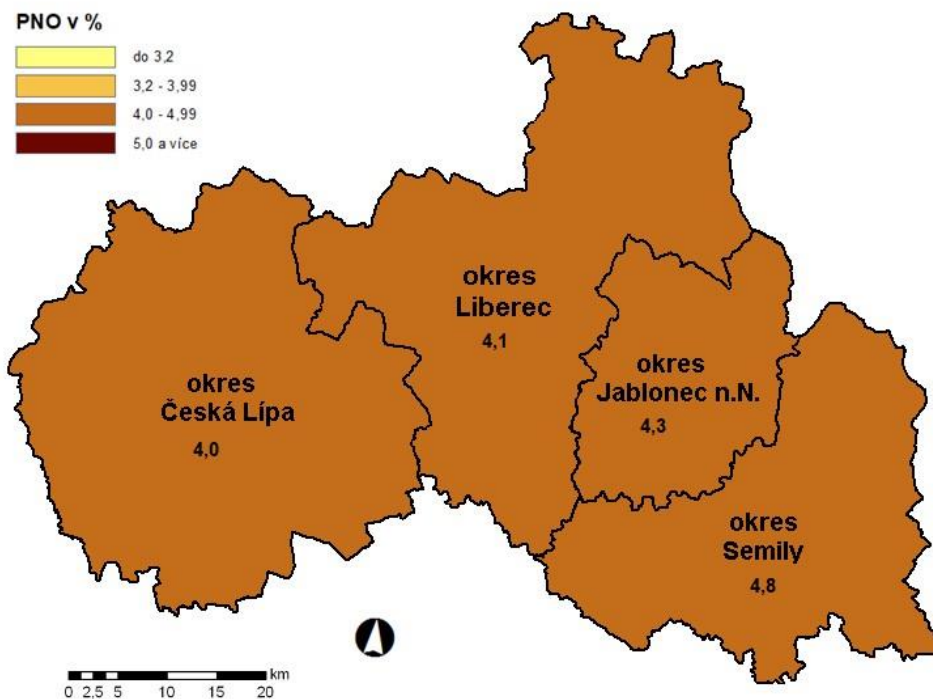 PNO v %
do 3,2
3,2 - 3,99
4,0 - 4,99
5,0 a více
okres
Liberec
4,1
okres
Jablonec n.N.
4,3
okres
Česká Lípa
4,0
okres
Semily
4,8
km
0 2,5 5 10 15 20